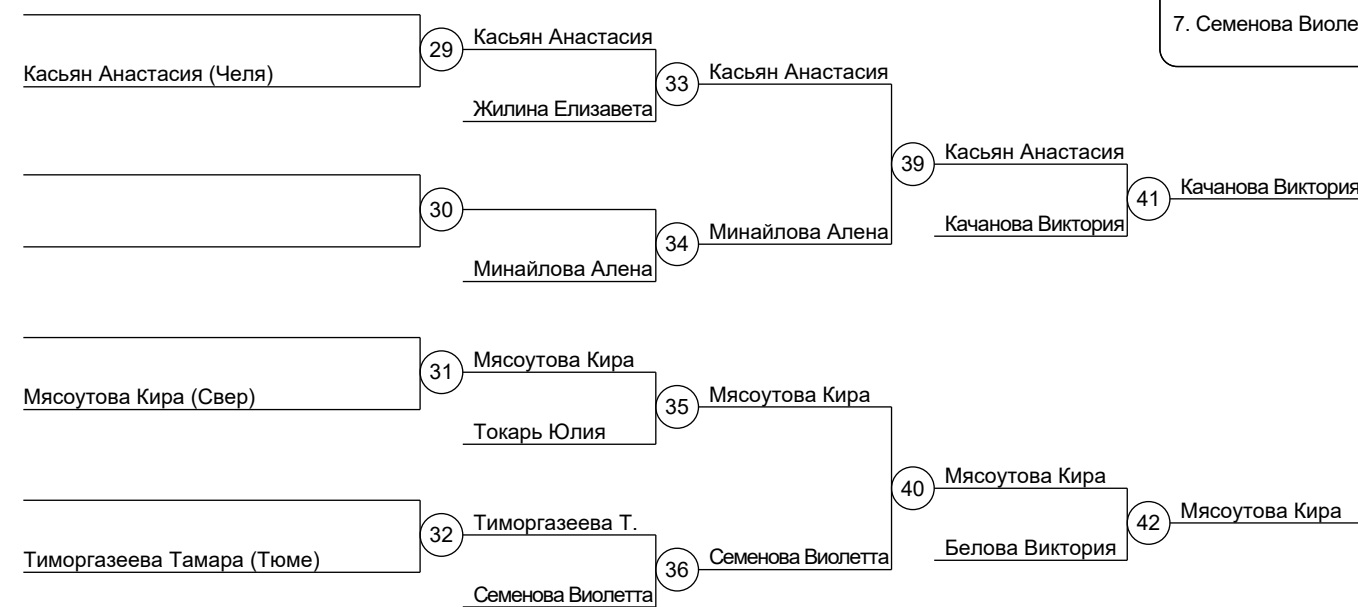 7. Семенова Виоле
29
Касьян Анастасия
Касьян Анастасия (Челя)
33
Касьян Анастасия
Жилина Елизавета
39
Касьян Анастасия
30
41
Качанова Виктория
34
Минайлова Алена
Качанова Виктория
Минайлова Алена
31
Мясоутова Кира
Мясоутова Кира (Свер)
35
Мясоутова Кира
Токарь Юлия
40
Мясоутова Кира
32
Тиморгазеева Т.
42
Мясоутова Кира
Тиморгазеева Тамара (Тюме)
36
Семенова Виолетта
Белова Виктория
Семенова Виолетта